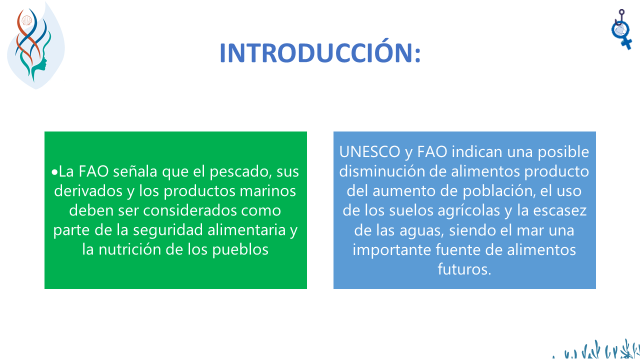 INTRODUCCIÓN:
•La FAO señala que el pescado, sus
derivados y los productos marinos
deben ser considerados como
parte de la seguridad alimentaria y
la nutrición de los pueblos
UNESCO y FAO indican una posible
disminución de alimentos producto
del aumento de población, el uso
de los suelos agrícolas y la escasez
de las aguas, siendo el mar una
importante fuente de alimentos
futuros.